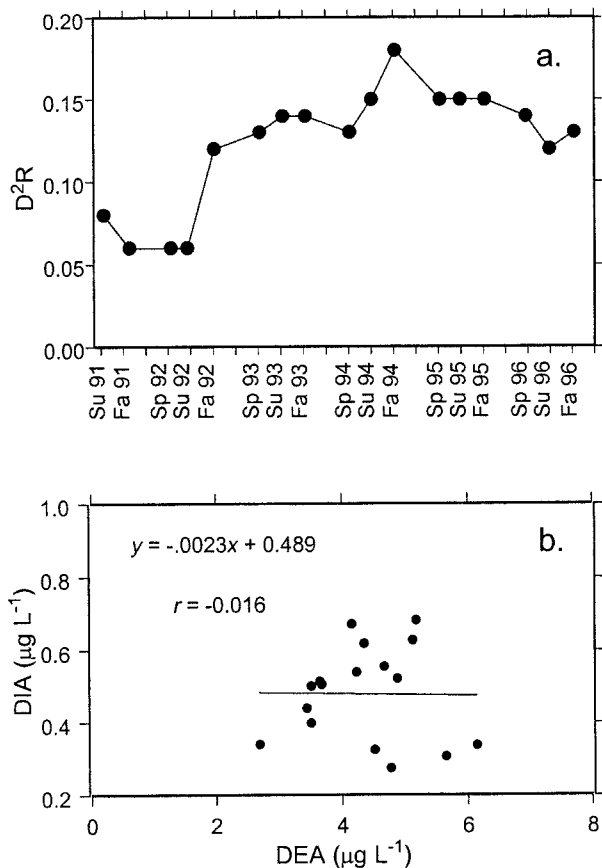 0.20
0.15
0.10
0.05
0.00
D²R
a.
Su 91
Fa 91
Sp 92
Su 92
Fa 92
Sp 93
Su 93
Fa 93
Sp 94
Su 94
Fa 94
Sp 95
Su 95
Fa 95
Sp 96
Su 96
Fa 96
1.0
0.8
0.6
0.4
0.2
DIA (µg L⁻¹)
y = -.0023x + 0.489
r = -0.016
b.
0 2 4 6 8
DEA (µg L⁻¹)